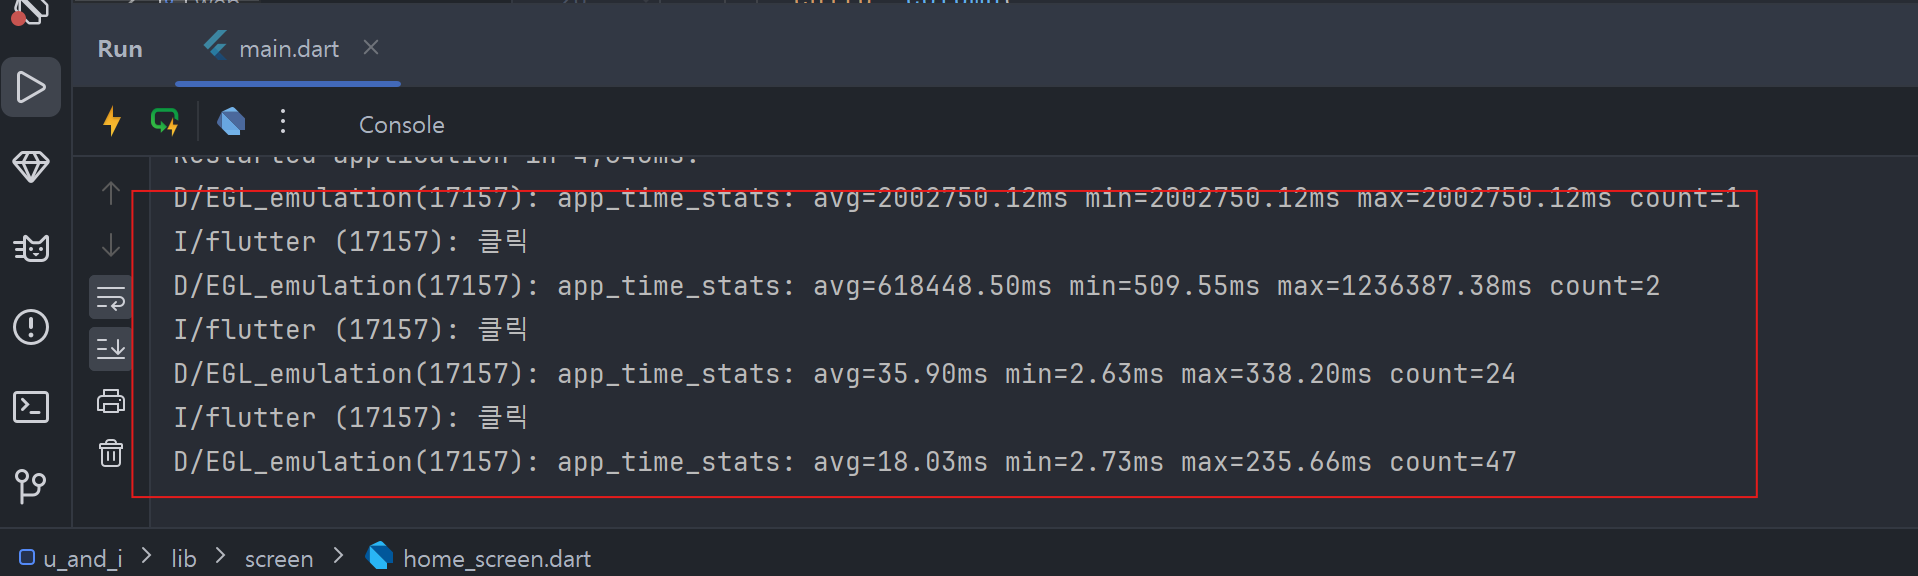 Run main.dart
Console
Restarted application in
D/EGL_emulation(17157): app_time_stats: avg=2002750.12ms min=2002750.12ms max=2002750.12ms count=1
I/flutter (17157): 클릭
D/EGL_emulation(17157): app_time_stats: avg=618448.50ms min=509.55ms max=1236387.38ms count=2
I/flutter (17157): 클릭
D/EGL_emulation(17157): app_time_stats: avg=35.90ms min=2.63ms max=338.20ms count=24
I/flutter (17157): 클릭
D/EGL_emulation(17157): app_time_stats: avg=18.03ms min=2.73ms max=235.66ms count=47
u_and_i > lib > screen > home_screen.dart